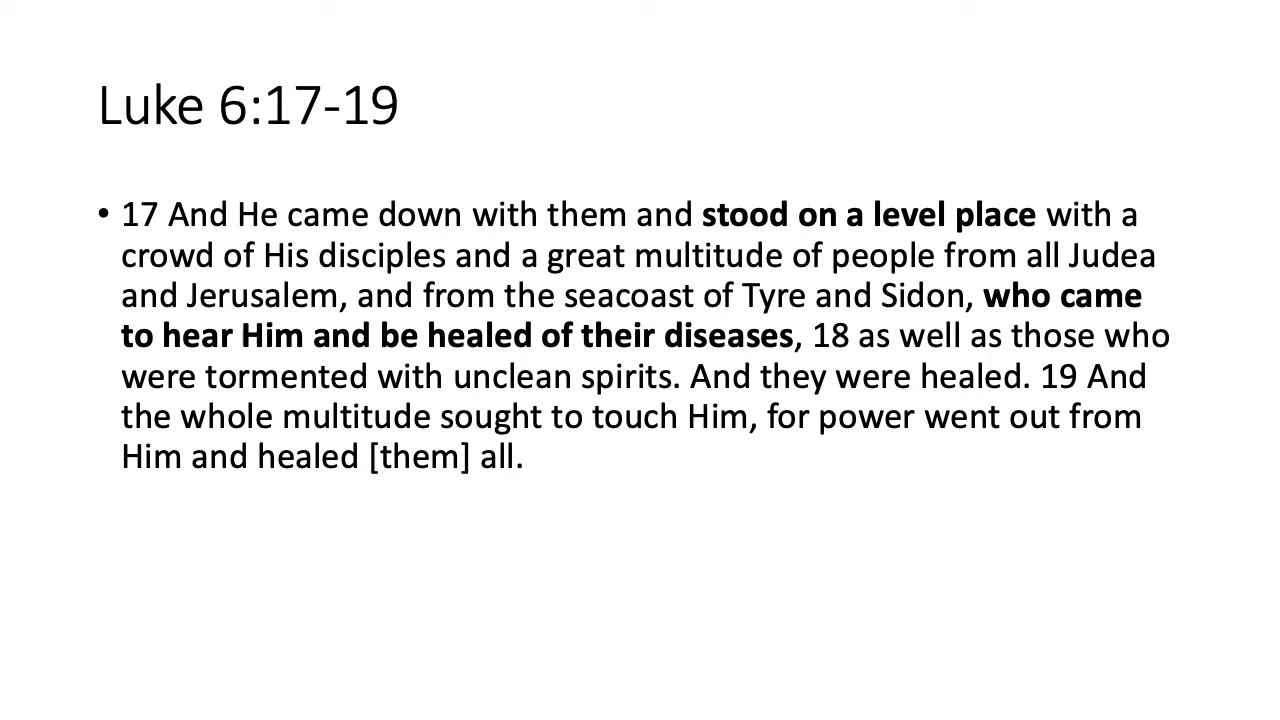 Luke 6:17-19
• 17 And He came down with them and stood on a level place with a
crowd of His disciples and a great multitude of people from all Judea
and Jerusalem, and from the seacoast of Tyre and Sidon, who came
to hear Him and be healed of their diseases, 18 as well as those who
were tormented with unclean spirits. And they were healed. 19 And
the whole multitude sought to touch Him, for power went out from
Him and healed [them] all.